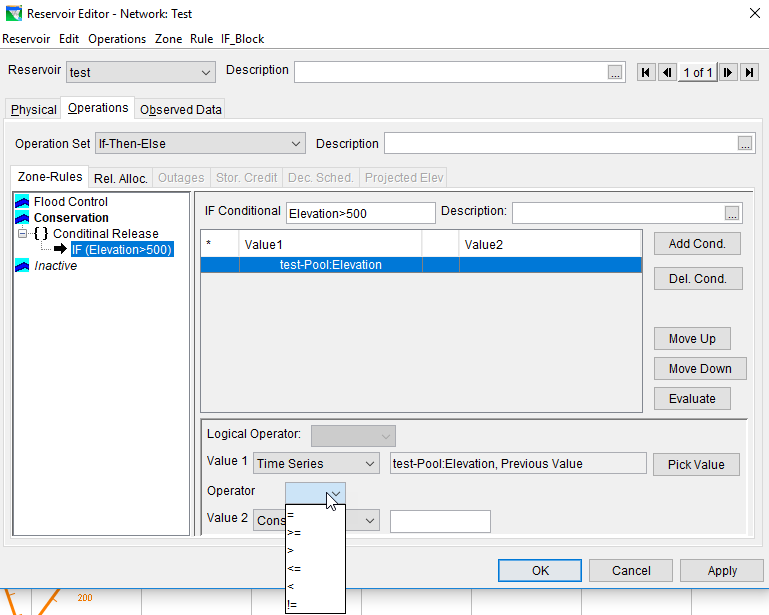 Reservoir Editor - Network: Test
Reservoir Edit Operations Zone Rule IF_Block
Reservoir test Description ... 1 of 1
Physical Operations Observed Data
Operation Set If-Then-Else Description ...
Zone-Rules Rel. Alloc. Outages Stor. Credit Dec. Sched. Projected Elev
Flood Control
Conservation
{ } Conditinal Release
IF (Elevation>500)
Inactive
IF Conditional Elevation>500 Description: ...
* Value1 Value2
test-Pool:Elevation
Add Cond.
Del. Cond.
Move Up
Move Down
Evaluate
Logical Operator:
Value 1 Time Series test-Pool:Elevation, Previous Value Pick Value
Operator
Value 2 Cons
=
>=
>
<=
<
!=
OK Cancel Apply
200